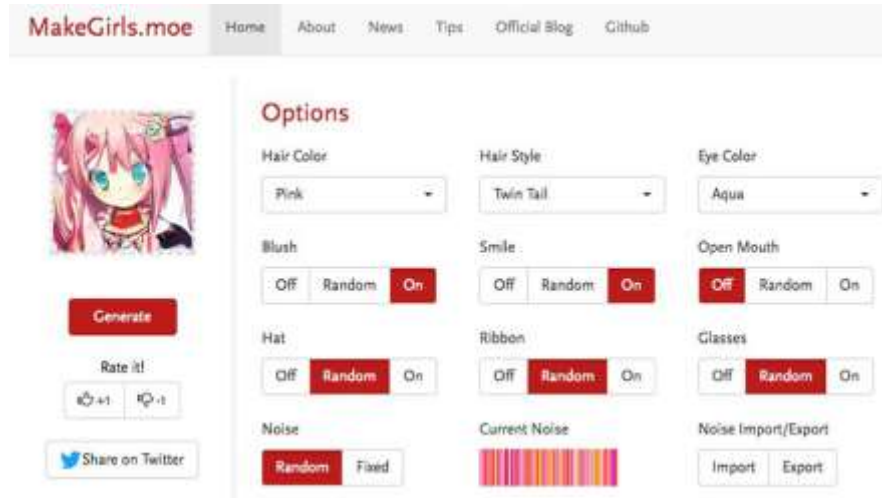 MakeGirls.moe Home About News Tips Official Blog Github
Options
Hair Color Hair Style Eye Color
Pink Twin Tail Aqua
Blush Smile Open Mouth
Off Random On Off Random On Off Random On
Generate
Hat Ribbon Glasses
Rate it!
Off Random On Off Random On Off Random On
+1 -1
Noise Current Noise Noise Import/Export
Share on Twitter
Random Fixed Import Export